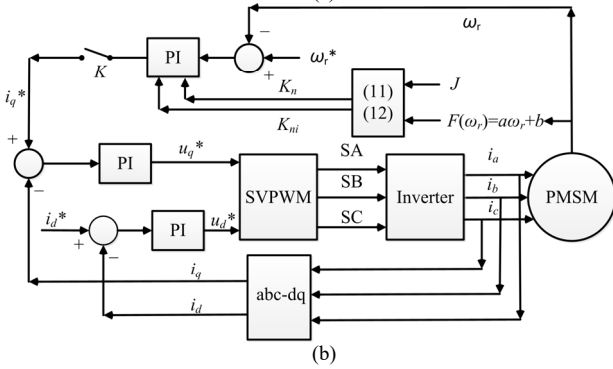 ωr
−
ωr*
+
PI
K
iq*
Kn
Kni
(11)
(12)
J
F(ωr)=aωr+b
+
−
PI
uq*
SVPWM
SA
SB
SC
Inverter
ia
ib
ic
PMSM
id*
+
−
PI
ud*
iq
id
abc-dq
(b)